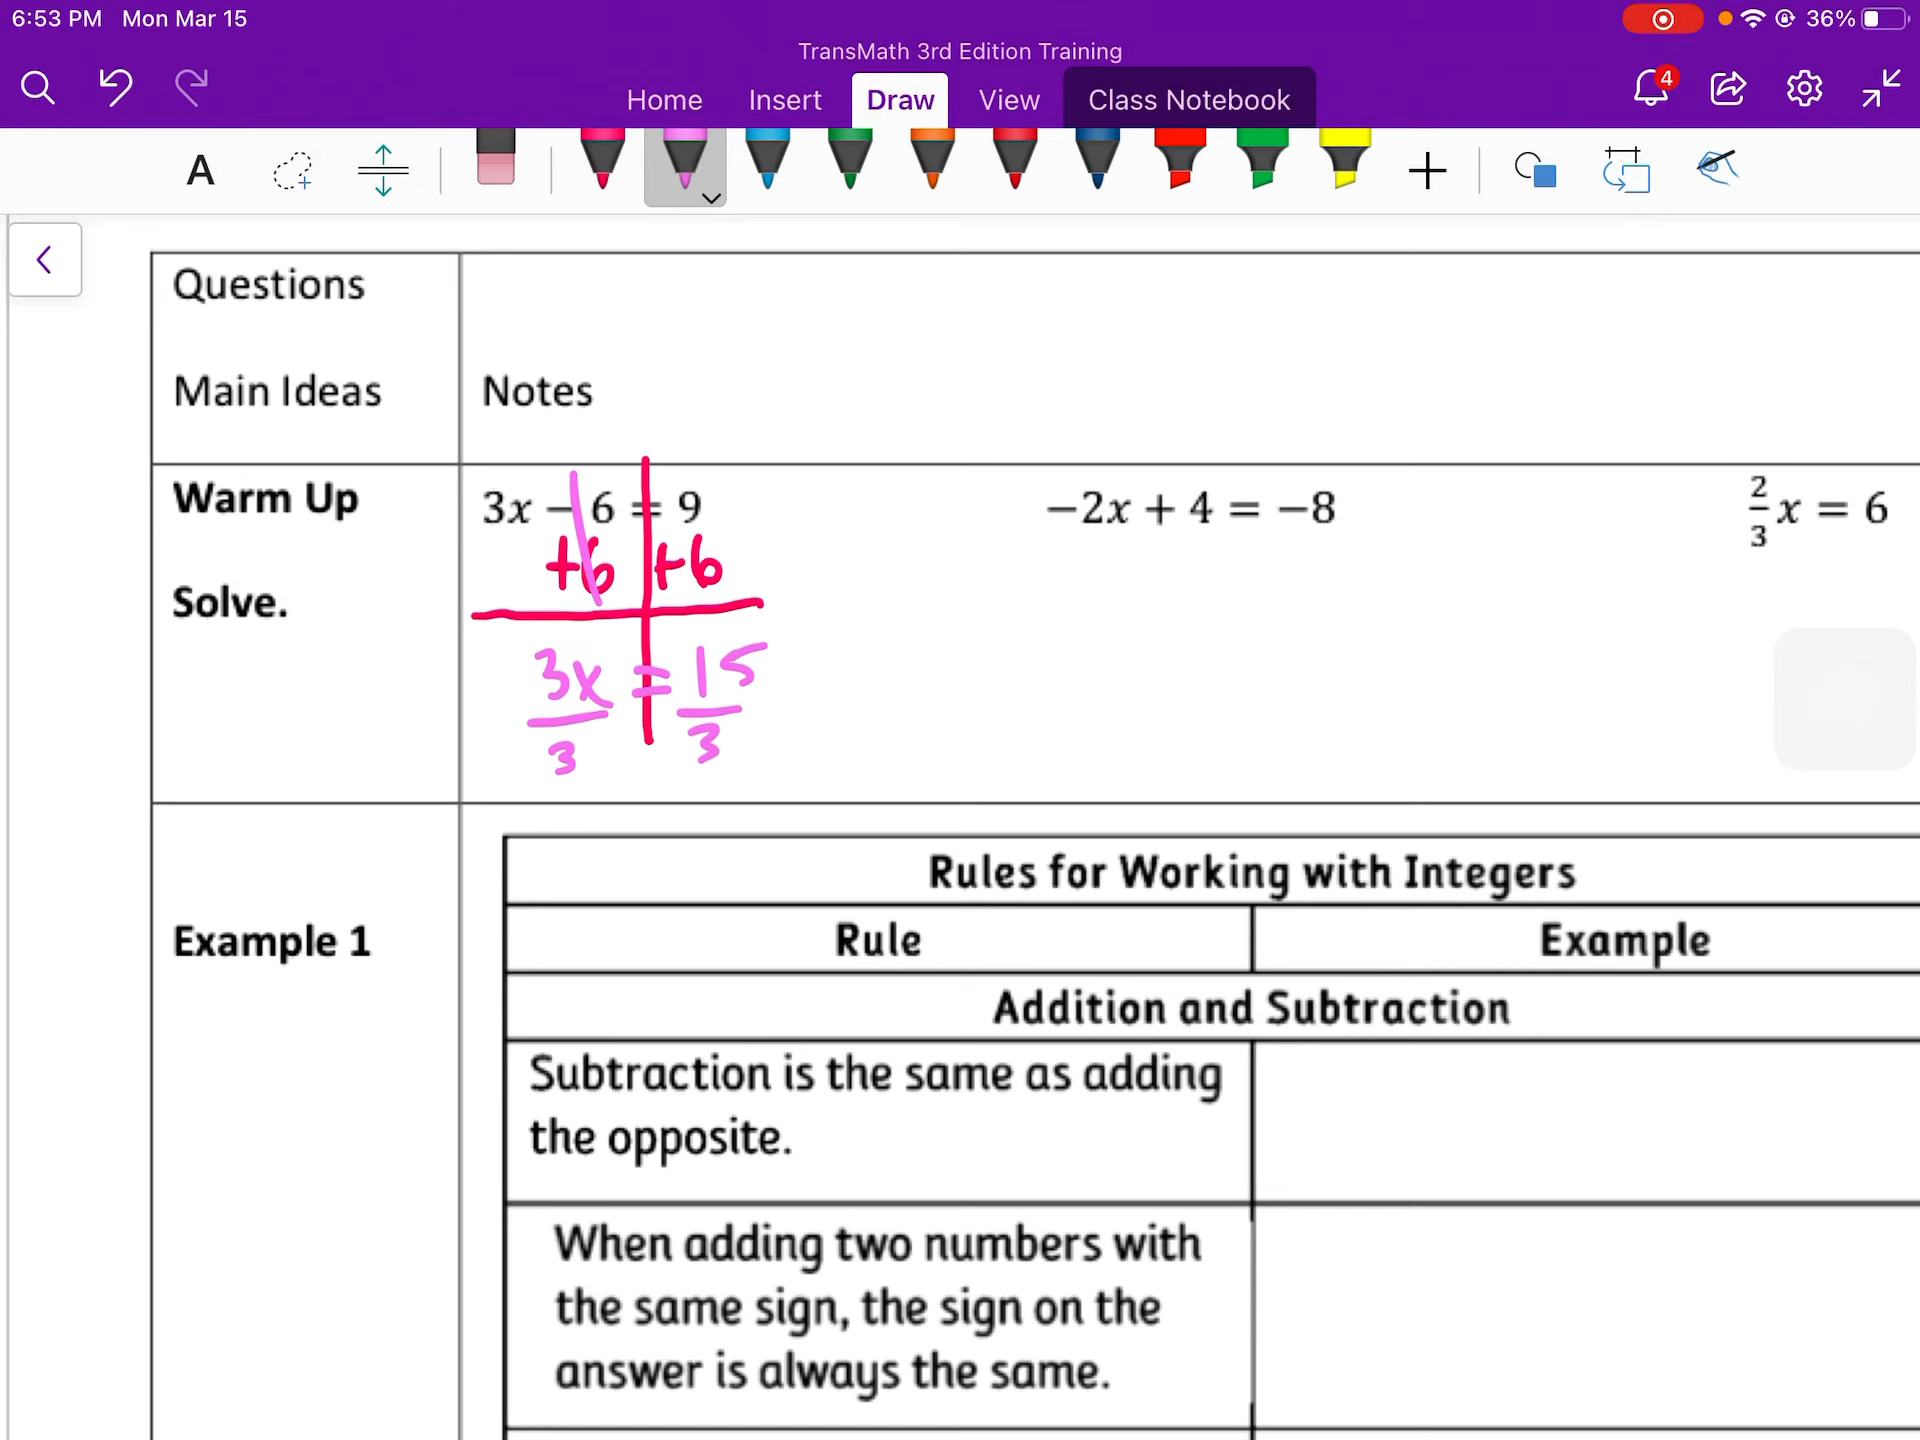 6:53 PM Mon Mar 15
36%
TransMath 3rd Edition Training
Home Insert Draw View Class Notebook
4
A
Questions
Main Ideas Notes
Warm Up 3x − 6 = 9 −2x + 4 = −8 2/3 x = 6
+6 +6
Solve.
3x = 15
3 3
Rules for Working with Integers
Example 1 Rule Example
Addition and Subtraction
Subtraction is the same as adding
the opposite.
When adding two numbers with
the same sign, the sign on the
answer is always the same.